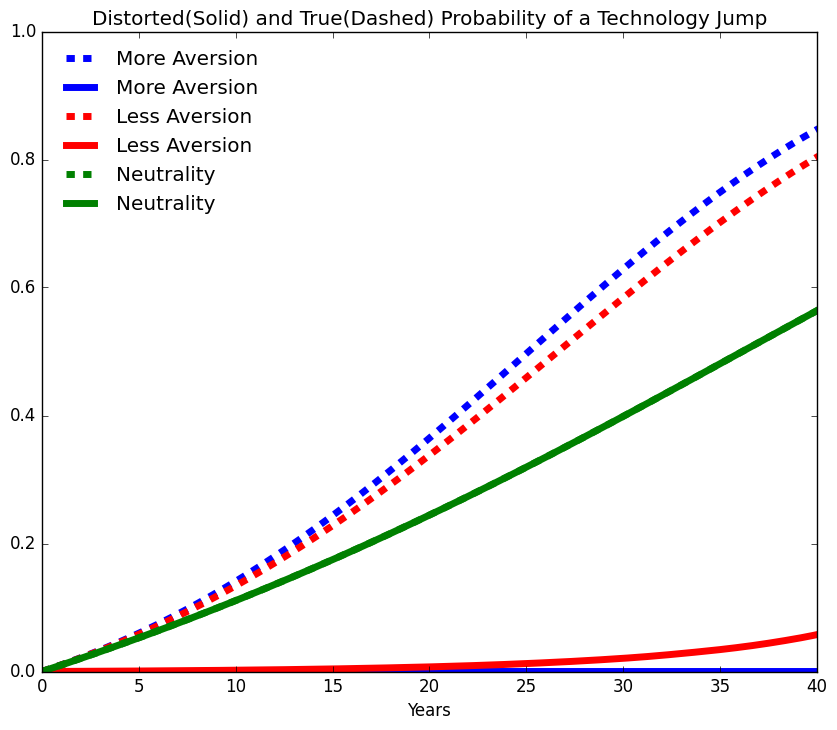 Distorted(Solid) and True(Dashed) Probability of a Technology Jump
1.0
More Aversion
More Aversion
Less Aversion
Less Aversion
Neutrality
Neutrality
0.8
0.6
0.4
0.2
0.0
0 5 10 15 20 25 30 35 40
Years